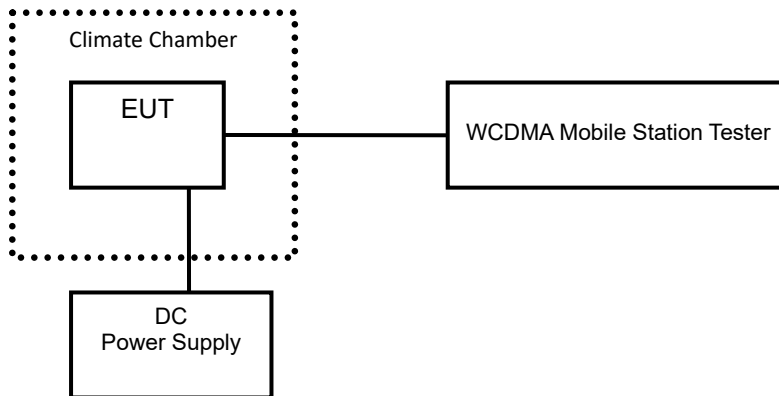 Climate Chamber
EUT
WCDMA Mobile Station Tester
DC
Power Supply